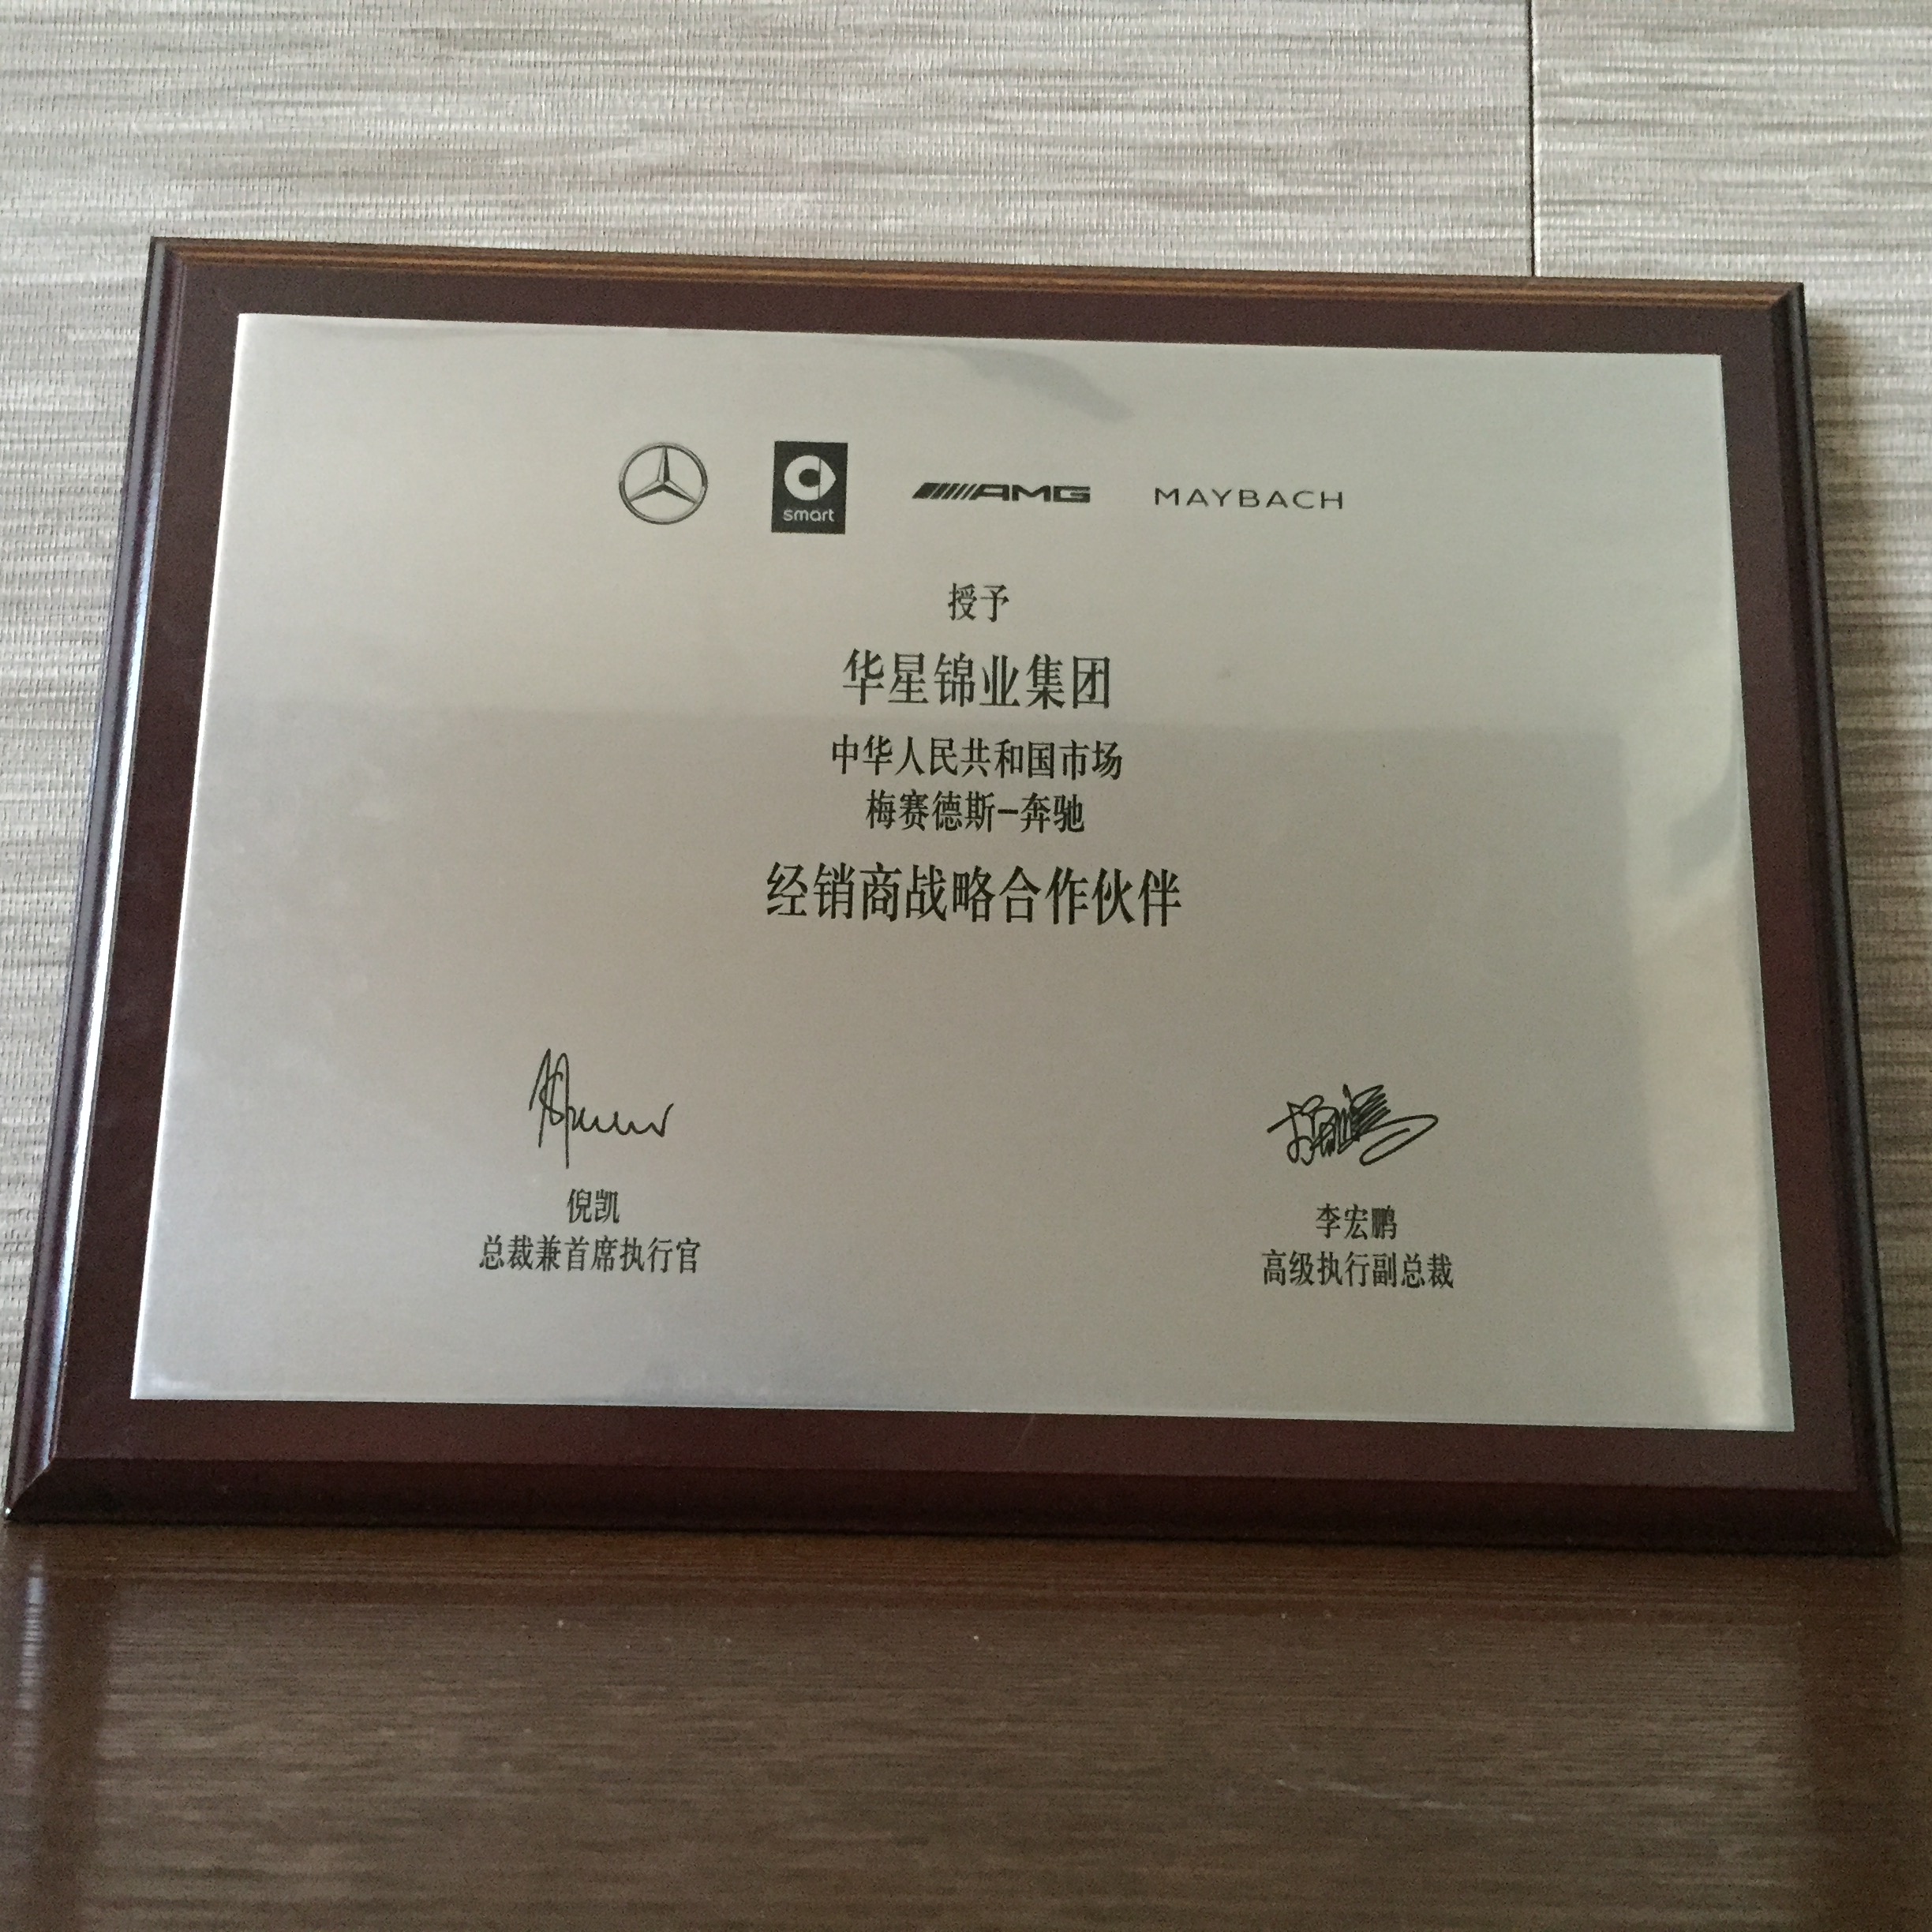 smart AMG MAYBACH
授予
华星锦业集团
中华人民共和国市场
梅赛德斯–奔驰
经销商战略合作伙伴
倪凯
总裁兼首席执行官
李宏鹏
高级执行副总裁